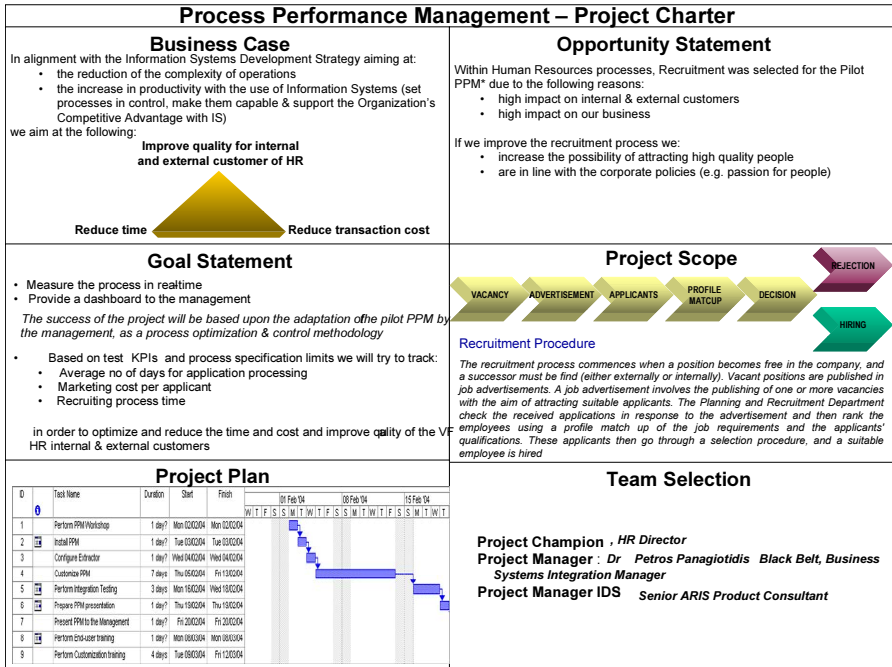 Process Performance Management – Project Charter
Business Case
In alignment with the Information Systems Development Strategy aiming at:
• the reduction of the complexity of operations
• the increase in productivity with the use of Information Systems (set
processes in control, make them capable & support the Organization's
Competitive Advantage with IS)
we aim at the following:
Improve quality for internal
and external customer of HR
Reduce time
Reduce transaction cost
Opportunity Statement
Within Human Resources processes, Recruitment was selected for the Pilot
PPM* due to the following reasons:
• high impact on internal & external customers
• high impact on our business
If we improve the recruitment process we:
• increase the possibility of attracting high quality people
• are in line with the corporate policies (e.g. passion for people)
Goal Statement
• Measure the process in real-time
• Provide a dashboard to the management
The success of the project will be based upon the adaptation of the pilot PPM by
the management, as a process optimization & control methodology
• Based on test KPIs and process specification limits we will try to track:
• Average no of days for application processing
• Marketing cost per applicant
• Recruiting process time
in order to optimize and reduce the time and cost and improve quality of the VF
HR internal & external customers
Project Scope
VACANCY
ADVERTISEMENT
APPLICANTS
PROFILE
MATCUP
DECISION
REJECTION
HIRING
Recruitment Procedure
The recruitment process commences when a position becomes free in the company, and
a successor must be find (either externally or internally). Vacant positions are published in
job advertisements. A job advertisement involves the publishing of one or more vacancies
with the aim of attracting suitable applicants. The Planning and Recruitment Department
check the received applications in response to the advertisement and then rank the
employees using a profile match up of the job requirements and the applicants'
qualifications. These applicants then go through a selection procedure, and a suitable
employee is hired
Project Plan
ID Task Name Duration Start Finish 01 Feb '04 08 Feb '04 15 Feb '04
W T F S S M T W T F S S M T W T F S S M T W T
1 Perform PPM Workshop 1 day? Mon 02/02/04 Mon 02/02/04
2 Install PPM 1 day? Tue 03/02/04 Tue 03/02/04
3 Configure Extractor 1 day? Wed 04/02/04 Wed 04/02/04
4 Customize PPM 7 days Thu 05/02/04 Fri 13/02/04
5 Perform Integration Testing 3 days Mon 16/02/04 Wed 18/02/04
6 Prepare PPM presentation 1 day? Thu 19/02/04 Thu 19/02/04
7 Present PPM to the Management 1 day? Fri 20/02/04 Fri 20/02/04
8 Perform End-user training 1 day? Mon 08/03/04 Mon 08/03/04
9 Perform Customization training 4 days Tue 09/03/04 Fri 12/03/04
Team Selection
Project Champion , HR Director
Project Manager : Dr Petros Panagiotidis Black Belt, Business
Systems Integration Manager
Project Manager IDS Senior ARIS Product Consultant